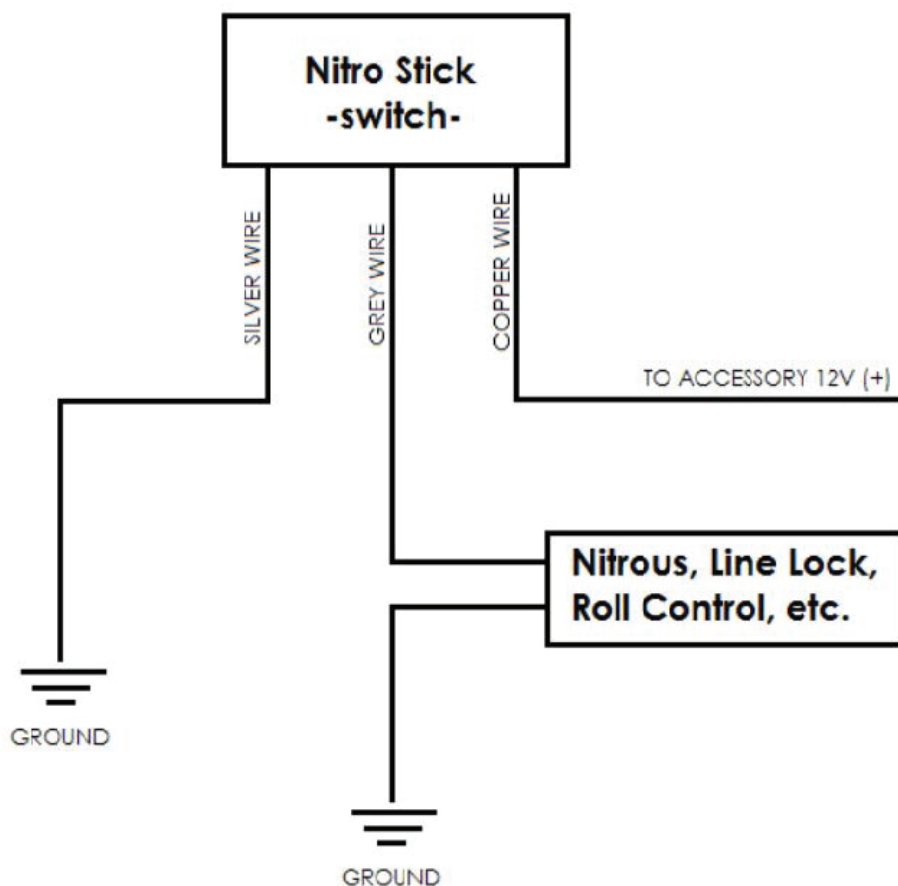 Nitro Stick
-switch-
SILVER WIRE
GREY WIRE
COPPER WIRE
TO ACCESSORY 12V (+)
Nitrous, Line Lock,
Roll Control, etc.
GROUND
GROUND